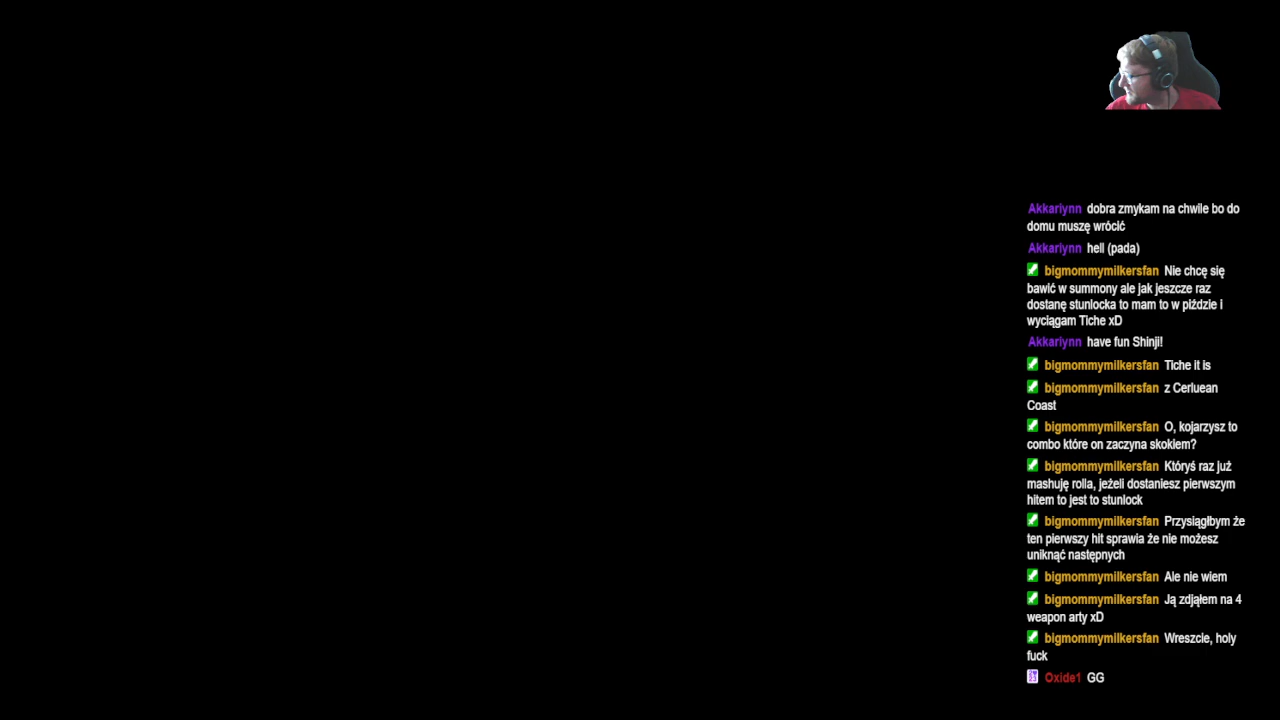 Akkarlynn dobra zmykam na chwile bo do
domu muszę wrócić
Akkarlynn hell (pada)
bigmommymilkersfan Nie chcę się
bawić w summony ale jak jeszcze raz
dostanę stunlocka to mam to w piździe i
wyciągam Tiche xD
Akkarlynn have fun Shinji!
bigmommymilkersfan Tiche it is
bigmommymilkersfan z Cerluean
Coast
bigmommymilkersfan O, kojarzysz to
combo które on zaczyna skokiem?
bigmommymilkersfan Któryś raz już
mashuję rolla, jeżeli dostaniesz pierwszym
hitem to jest to stunlock
bigmommymilkersfan Przysiągłbym że
ten pierwszy hit sprawia że nie możesz
uniknąć następnych
bigmommymilkersfan Ale nie wiem
bigmommymilkersfan Ją zdjąłem na 4
weapon arty xD
bigmommymilkersfan Wreszcie, holy
fuck
Oxide1 GG